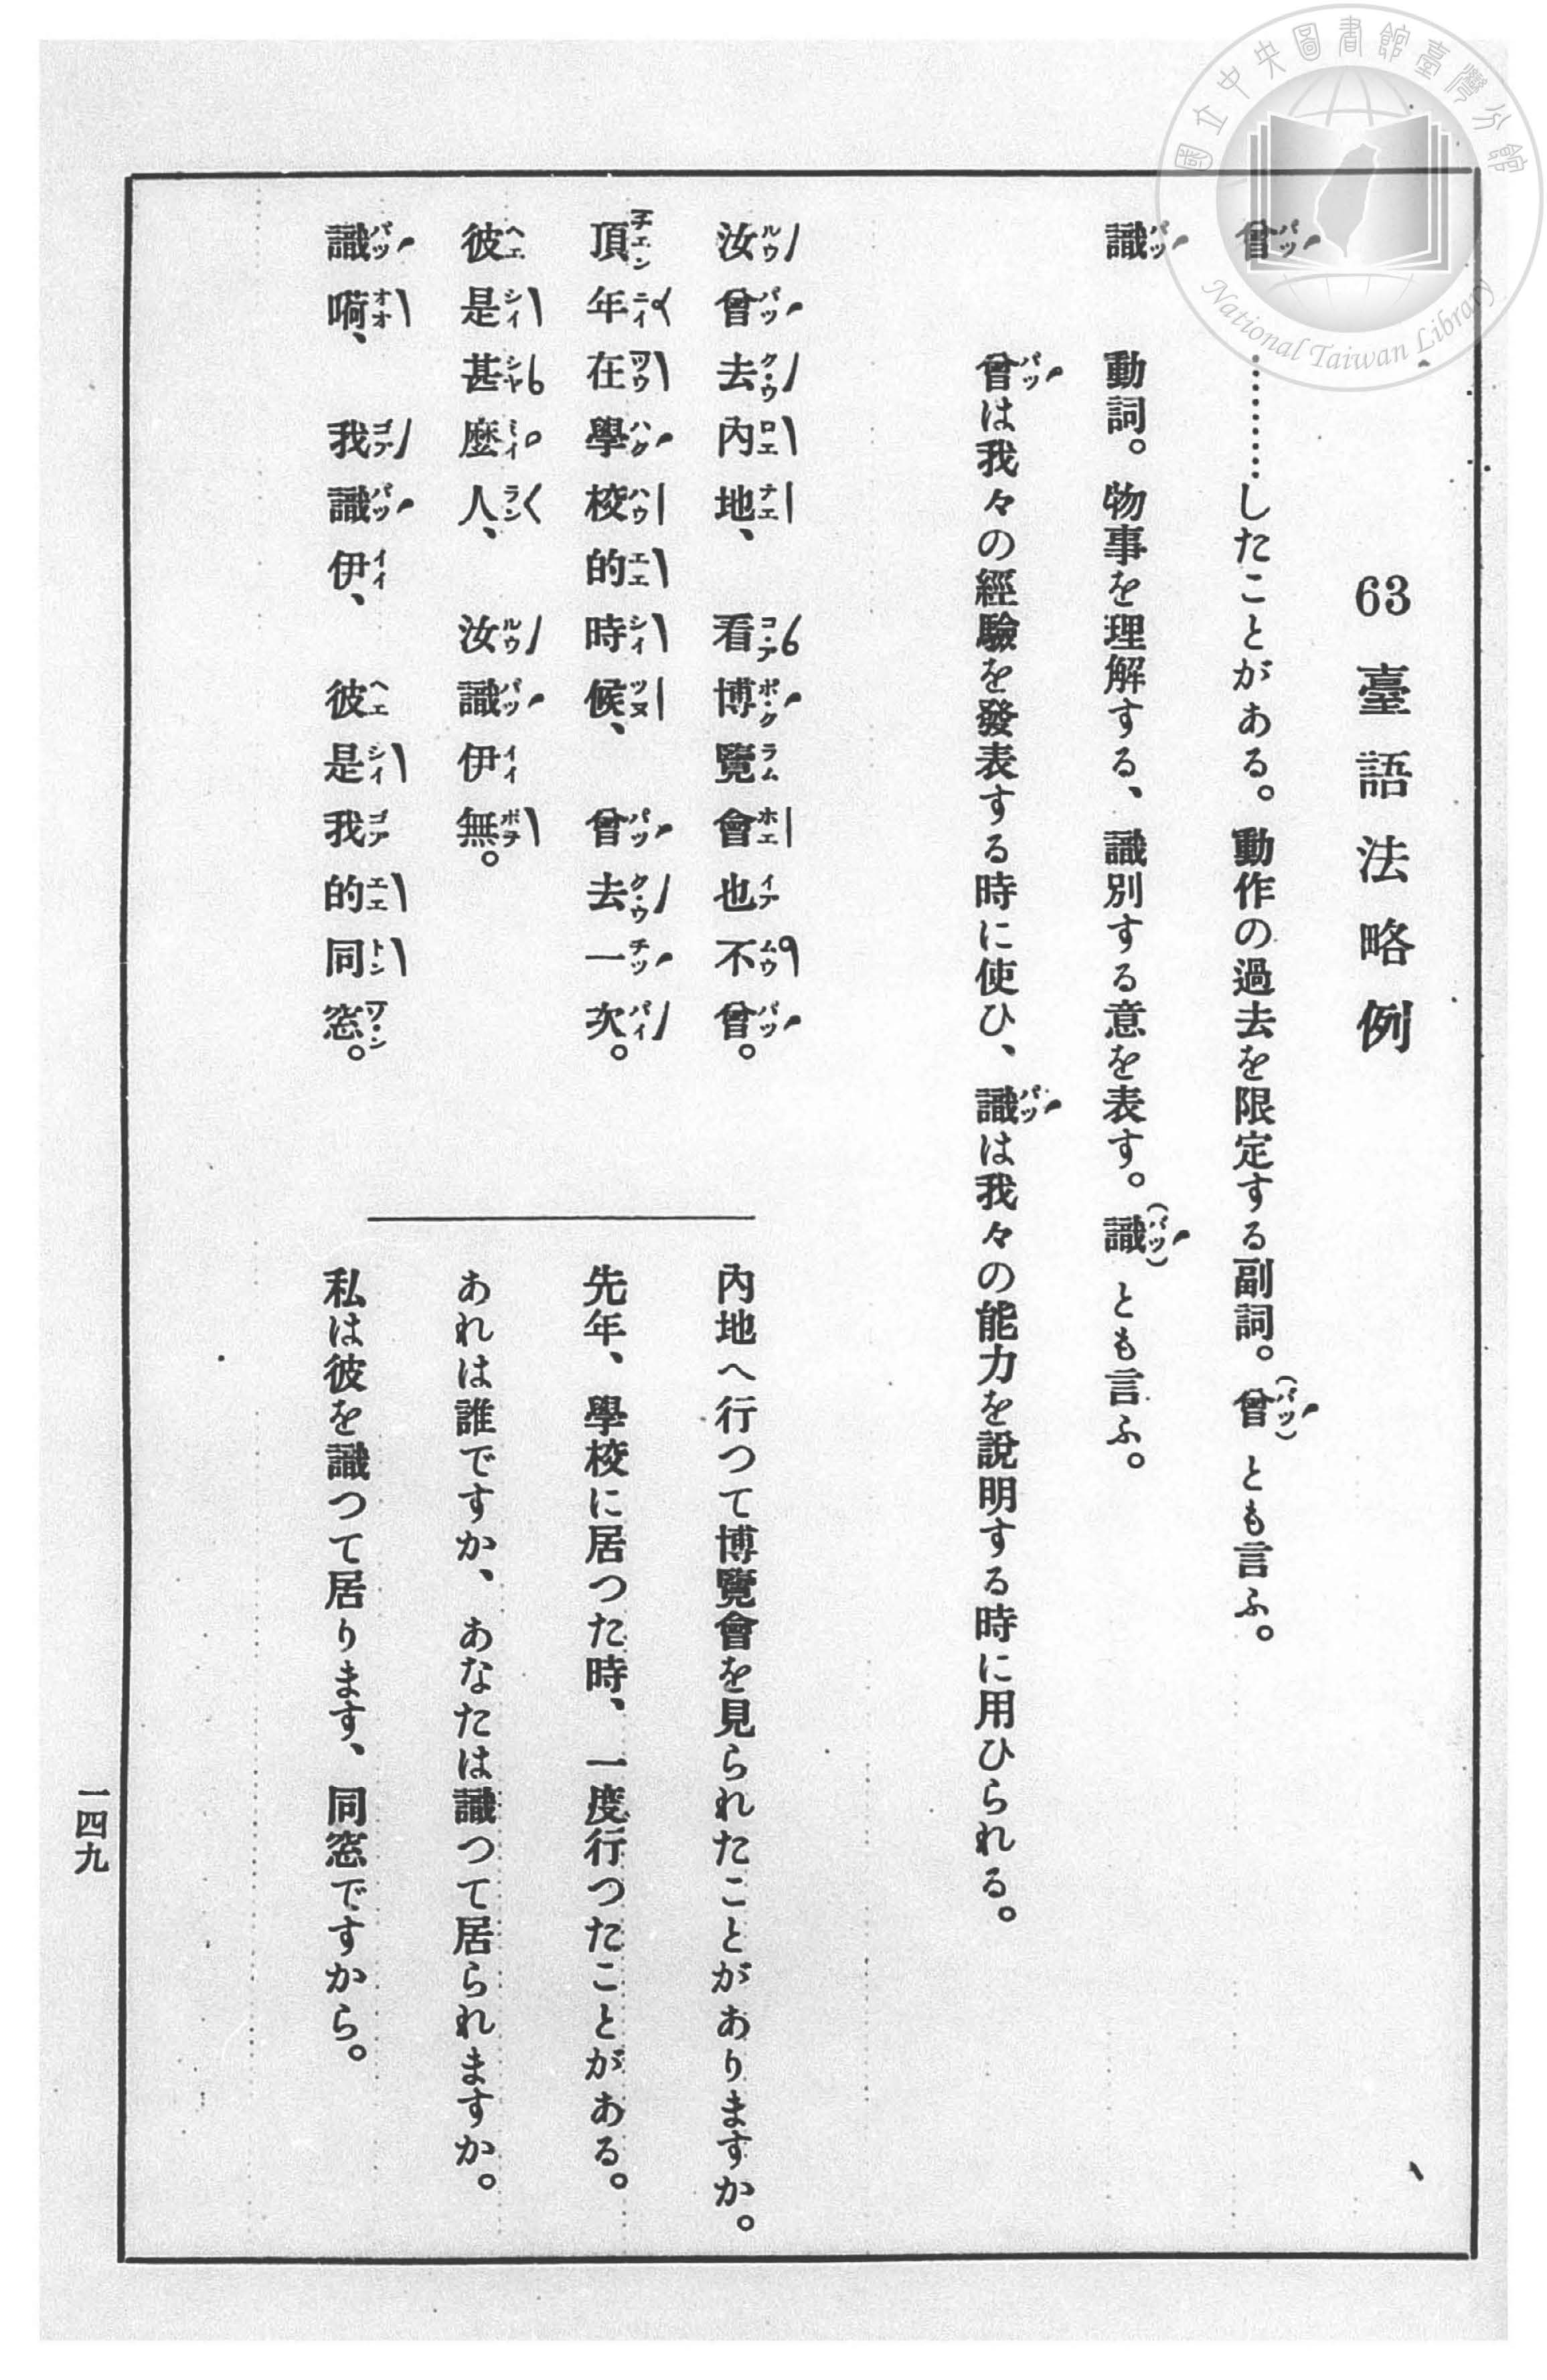 63 臺語法略例
曾 ………したことがある。動作の過去を限定する副詞。曾(バッ)とも言ふ。
識 動詞。物事を理解する、識別する意を表す。識(バッ)とも言ふ。
曾は我々の經驗を發表する時に使ひ、識は我々の能力を說明する時に用ひられる。
汝曾去內地、看博覽會也不曾。 內地へ行つて博覽會を見られたことがありますか。
頂年在學校的時候、曾去一次。 先年、學校に居つた時、一度行つたことがある。
彼是甚麼人、汝識伊無。 あれは誰ですか、あなたは識つて居られますか。
識嗬、我識伊、彼是我的同窓。 私は彼を識つて居ります、同窓ですから。
一四九
國立中央圖書館臺灣分館
National Taiwan Library